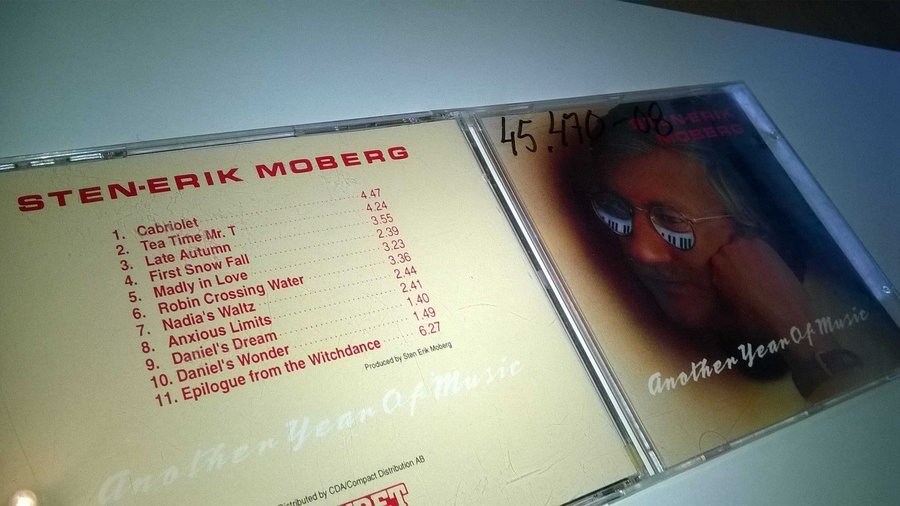 STEN-ERIK MOBERG
1. Cabriolet 4.47
2. Tea Time Mr. T 4.24
3. Late Autumn 3.55
4. First Snow Fall 2.39
5. Madly in Love 3.23
6. Robin Crossing Water 3.36
7. Nadia's Waltz 2.44
8. Anxious Limits 2.41
9. Daniel's Dream 1.40
10. Daniel's Wonder 1.49
11. Epilogue from the Witchdance 6.27
Produced by Sten Erik Moberg
Another Year Of Music
Distributed by CDA/Compact Distribution AB
45.470-08
STEN-ERIK
MOBERG
Another Year Of Music